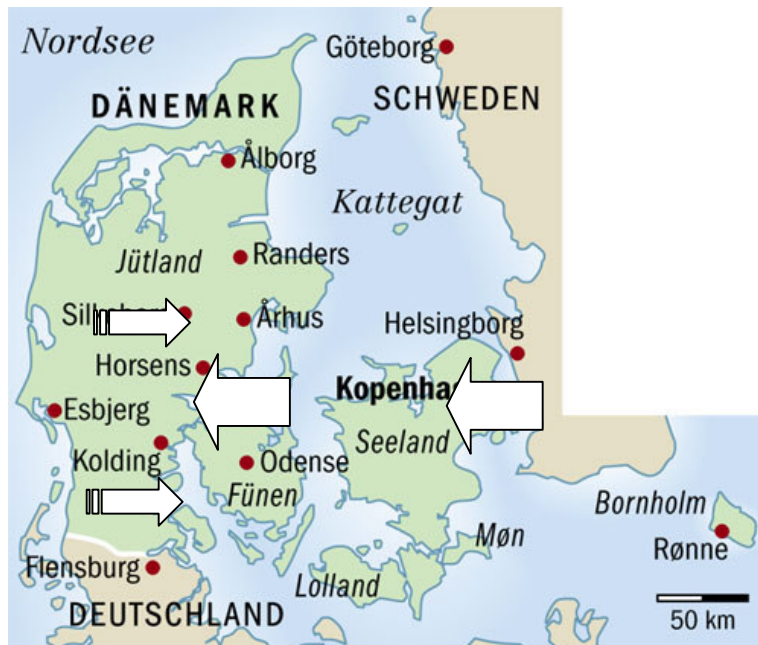 Nordsee
Göteborg
DÄNEMARK
SCHWEDEN
Ålborg
Kattegat
Jütland
Randers
Århus
Helsingborg
Horsens
Esbjerg
Seeland
Kolding
Odense
Fünen
Bornholm
Møn
Rønne
Flensburg
Lolland
DEUTSCHLAND
50 km